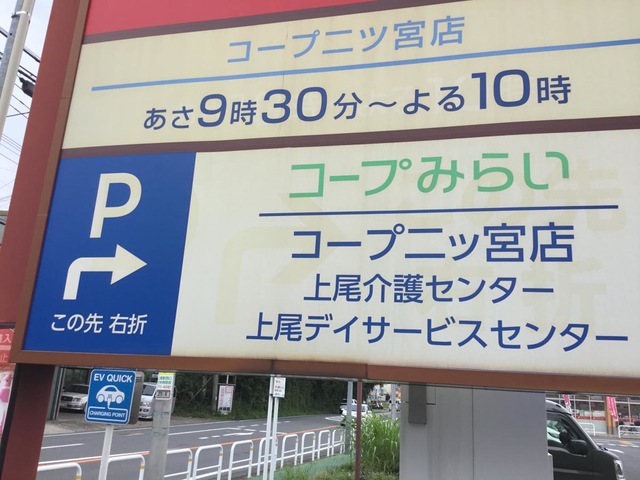 コープ二ツ宮店
あさ9時30分～よる10時
P
この先 右折
コープみらい
コープ二ッ宮店
上尾介護センター
上尾デイサービスセンター
EV QUICK
CHARGING POINT